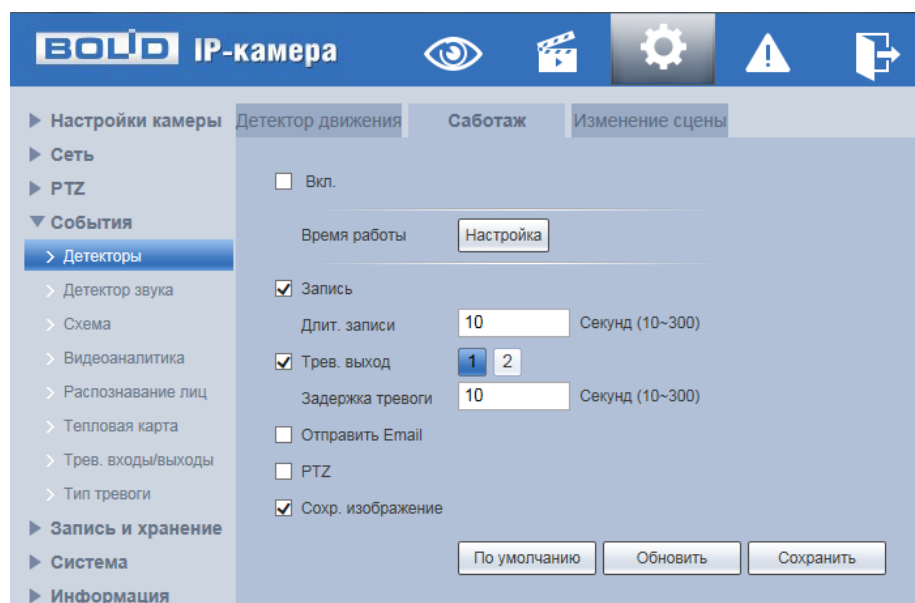 BOLID IP-камера
Настройки камеры
Сеть
PTZ
События
Детекторы
Детектор звука
Схема
Видеоаналитика
Распознавание лиц
Тепловая карта
Трев. входы/выходы
Тип тревоги
Запись и хранение
Система
Информация
Детектор движения Саботаж Изменение сцены
Вкл.
Время работы Настройка
Запись
Длит. записи 10 Секунд (10~300)
Трев. выход 1 2
Задержка тревоги 10 Секунд (10~300)
Отправить Email
PTZ
Сохр. изображение
По умолчанию Обновить Сохранить